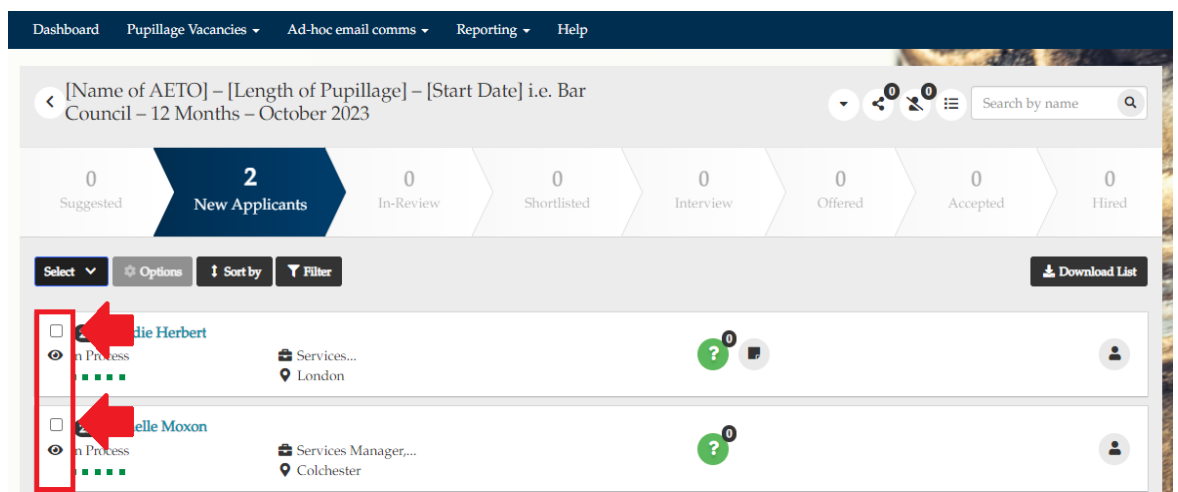 Dashboard Pupillage Vacancies Ad-hoc email comms Reporting Help
[Name of AETO] – [Length of Pupillage] – [Start Date] i.e. Bar
Council – 12 Months – October 2023
0 0 Search by name
0 2 0 0 0 0 0 0
Suggested New Applicants In-Review Shortlisted Interview Offered Accepted Hired
Select Options Sort by Filter Download List
die Herbert
n Process Services...
London
? 0
elle Moxon
n Process Services Manager,...
Colchester
? 0